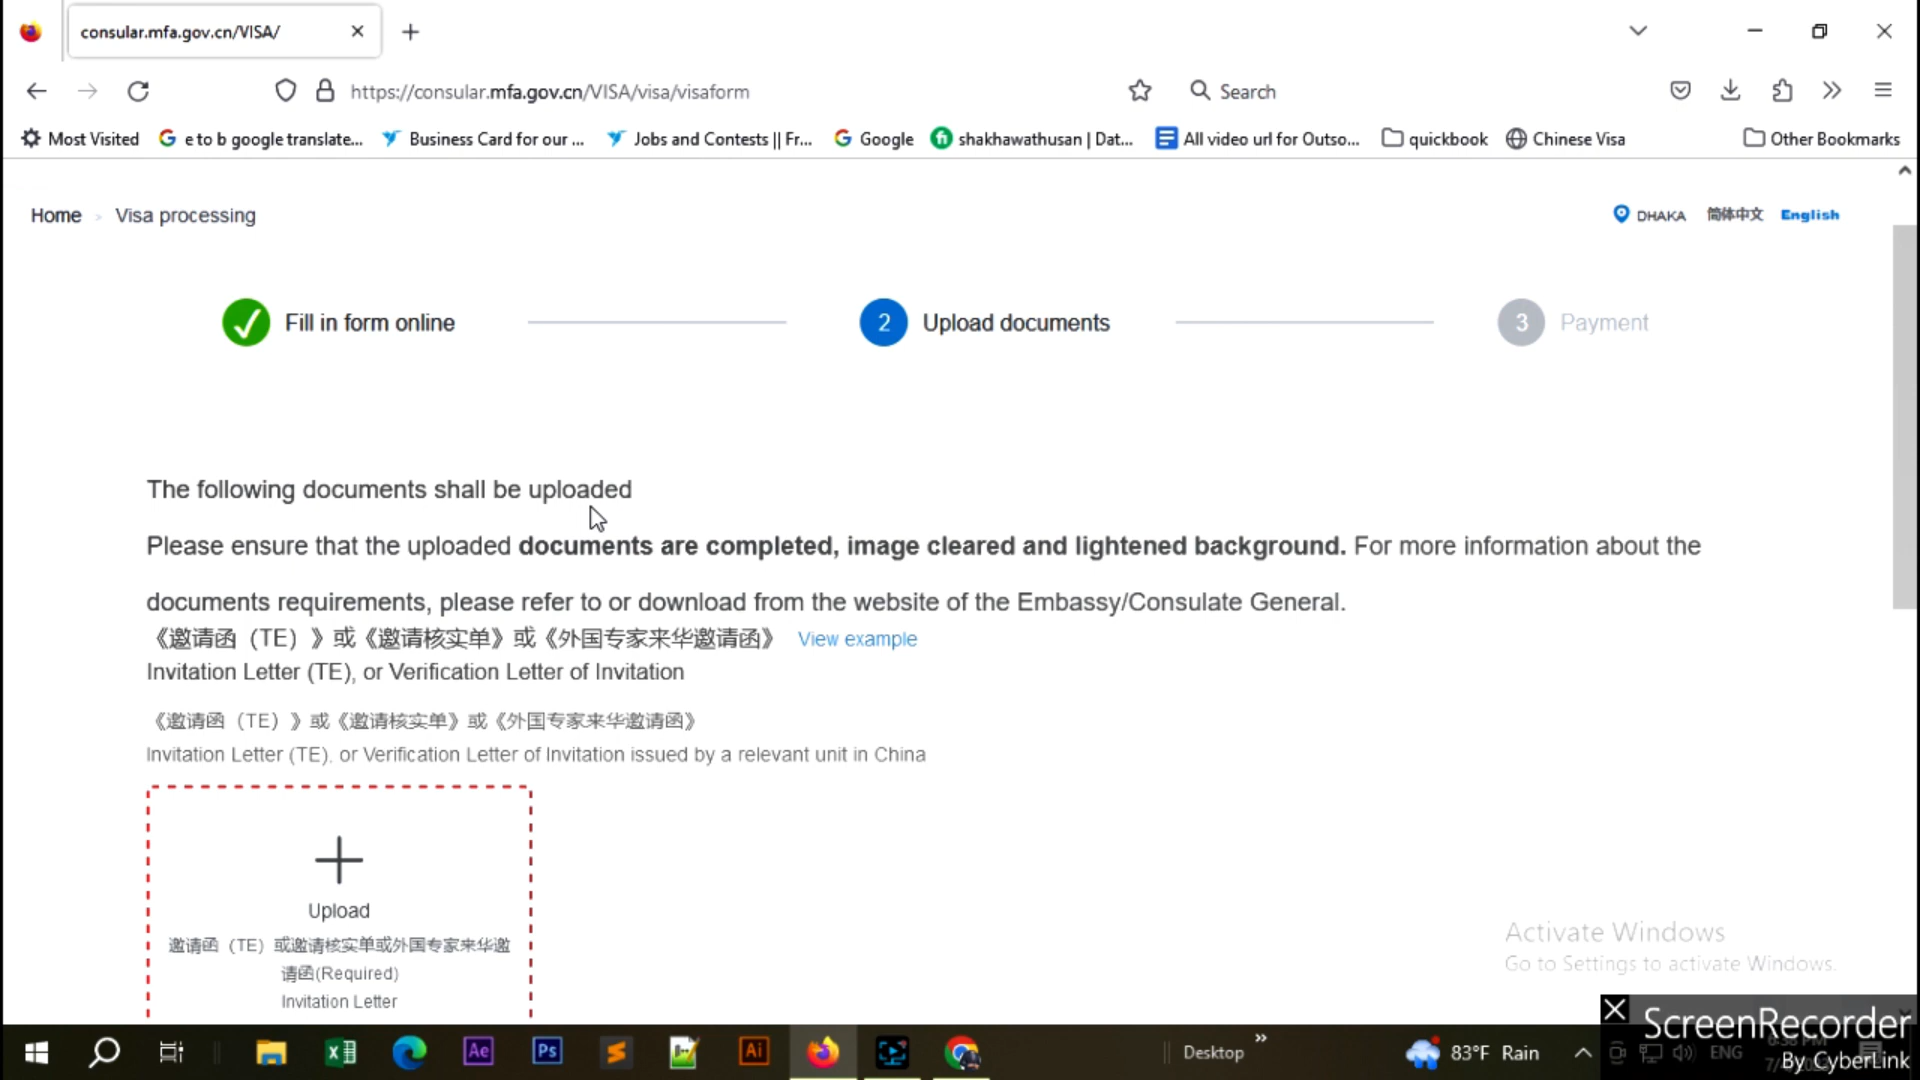 consular.mfa.gov.cn/VISA/
https://consular.mfa.gov.cn/VISA/visa/visaform
Search
Most Visited
e to b google translate...
Business Card for our ...
Jobs and Contests || Fr...
Google
shakhawathusan | Dat...
All video url for Outso...
quickbook
Chinese Visa
Other Bookmarks
Home > Visa processing
DHAKA 简体中文 English
Fill in form online
2 Upload documents
3 Payment
The following documents shall be uploaded
Please ensure that the uploaded documents are completed, image cleared and lightened background. For more information about the
documents requirements, please refer to or download from the website of the Embassy/Consulate General.
《邀请函（TE）》或《邀请核实单》或《外国专家来华邀请函》 View example
Invitation Letter (TE), or Verification Letter of Invitation
《邀请函（TE）》或《邀请核实单》或《外国专家来华邀请函》
Invitation Letter (TE), or Verification Letter of Invitation issued by a relevant unit in China
Upload
邀请函（TE）或邀请核实单或外国专家来华邀
请函(Required)
Invitation Letter
Activate Windows
Go to Settings to activate Windows.
ScreenRecorder
By CyberLink
Ae
Ps
Ai
Desktop
83°F Rain
ENG